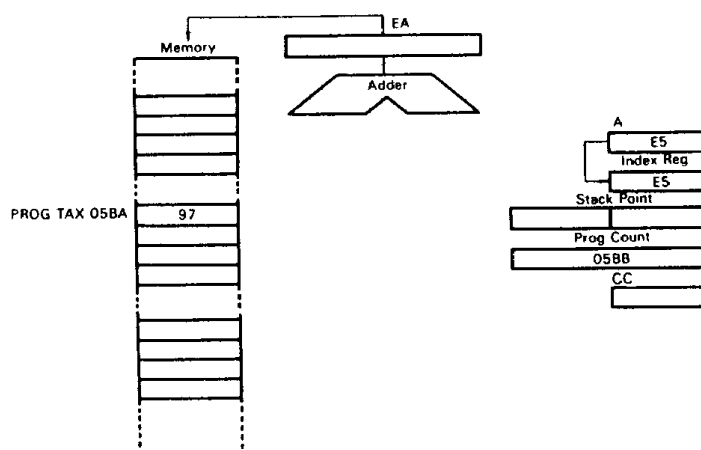 EA
Memory
Adder
A
E5
Index Reg
E5
Stack Point
PROG TAX 05BA 97
Prog Count
05BB
CC